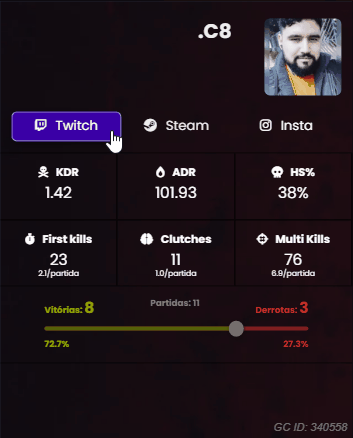 .C8
Twitch Steam Insta
KDR ADR HS%
1.42 101.93 38%
First kills Clutches Multi Kills
23 11 76
2.1/partida 1.0/partida 6.9/partida
Vitórias: 8 Partidas: 11 Derrotas: 3
72.7% 27.3%
GC ID: 340558